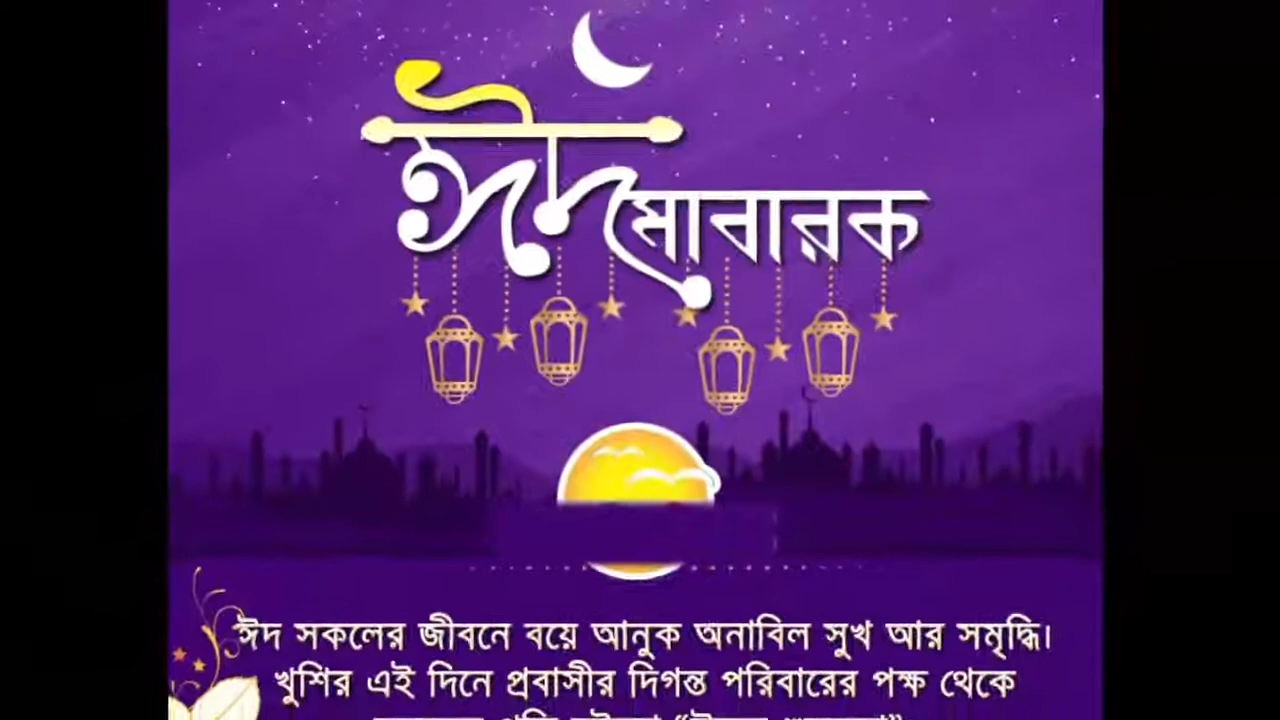 ঈদ মোবারক
ঈদ সকলের জীবনে বয়ে আনুক অনাবিল সুখ আর সমৃদ্ধি।
খুশির এই দিনে প্রবাসীর দিগন্ত পরিবারের পক্ষ থেকে